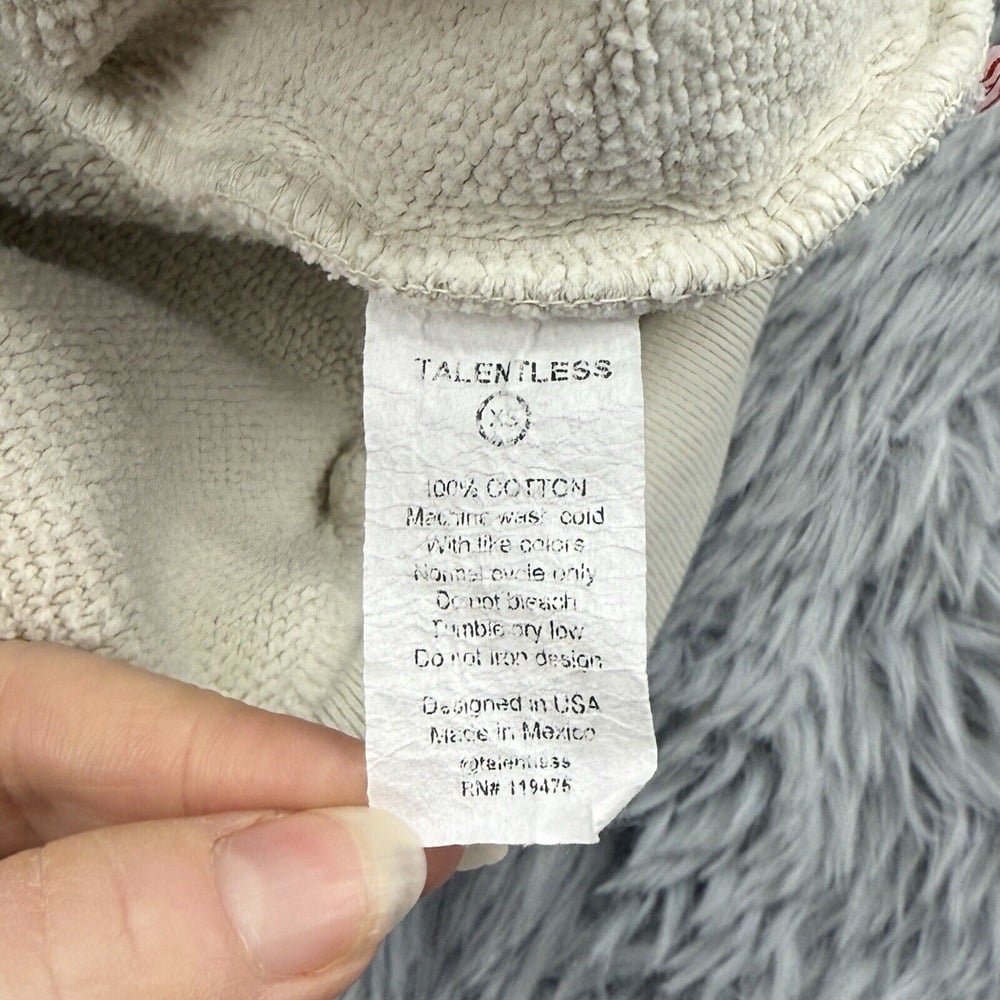 TALENTLESS
XS
100% COTTON
Machine wash cold
With like colors
Normal cycle only
Do not bleach
Tumble dry low
Do not iron design
Designed in USA
Made in Mexico
@talentless
RN# 119475